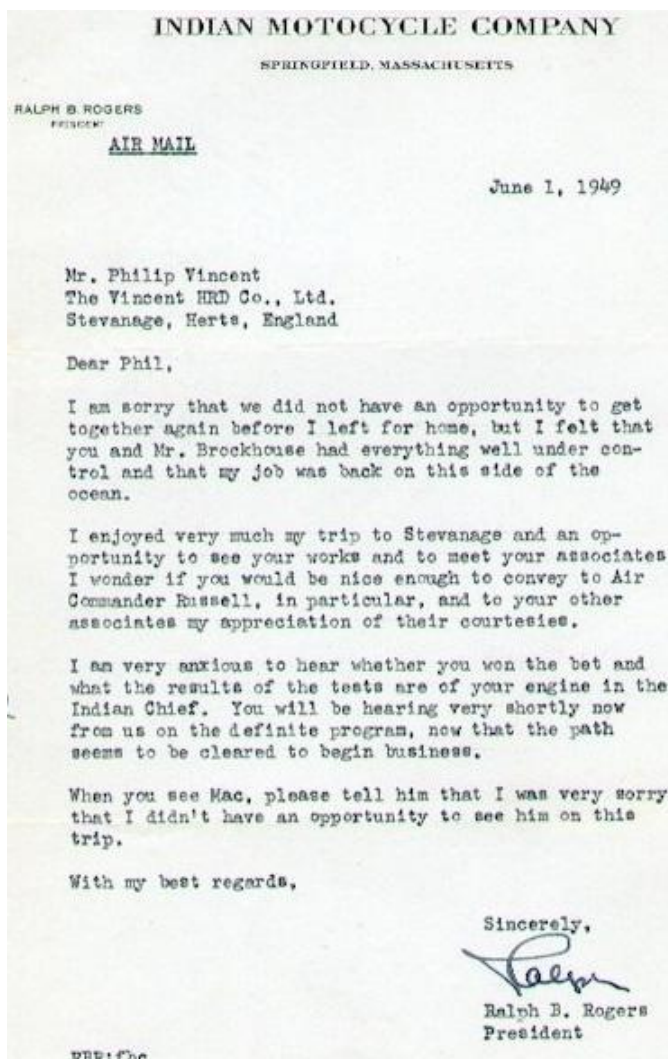 INDIAN MOTOCYCLE COMPANY
SPRINGFIELD, MASSACHUSETTS
RALPH B. ROGERS
PRESIDENT
AIR MAIL
June 1, 1949
Mr. Philip Vincent
The Vincent HRD Co., Ltd.
Stevanage, Herts, England
Dear Phil,
I am sorry that we did not have an opportunity to get
together again before I left for home, but I felt that
you and Mr. Brockhouse had everything well under con-
trol and that my job was back on this side of the
ocean.
I enjoyed very much my trip to Stevanage and an op-
portunity to see your works and to meet your associates
I wonder if you would be nice enough to convey to Air
Commander Russell, in particular, and to your other
associates my appreciation of their courtesies.
I am very anxious to hear whether you won the bet and
what the results of the tests are of your engine in the
Indian Chief. You will be hearing very shortly now
from us on the definite program, now that the path
seems to be cleared to begin business.
When you see Mac, please tell him that I was very sorry
that I didn't have an opportunity to see him on this
trip.
With my best regards,
Sincerely,
Ralph
Ralph B. Rogers
President
RBR:fbc